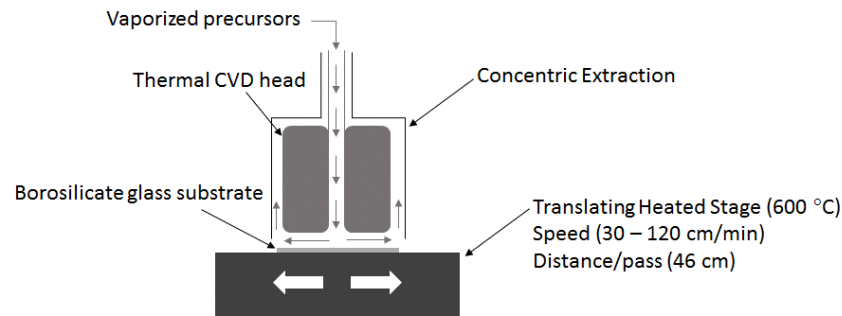 Vaporized precursors
Thermal CVD head
Concentric Extraction
Borosilicate glass substrate
Translating Heated Stage (600 °C)
Speed (30 – 120 cm/min)
Distance/pass (46 cm)